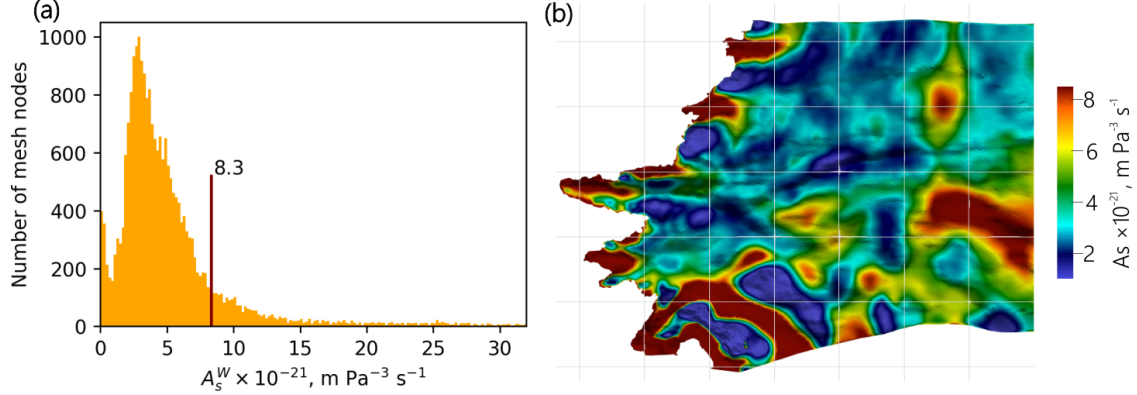 (a)
Number of mesh nodes
1000
800
600
400
200
0
8.3
0 5 10 15 20 25 30
A_s^W × 10⁻²¹, m Pa⁻³ s⁻¹
(b)
8
6
4
2
As ×10⁻²¹, m Pa⁻³ s⁻¹